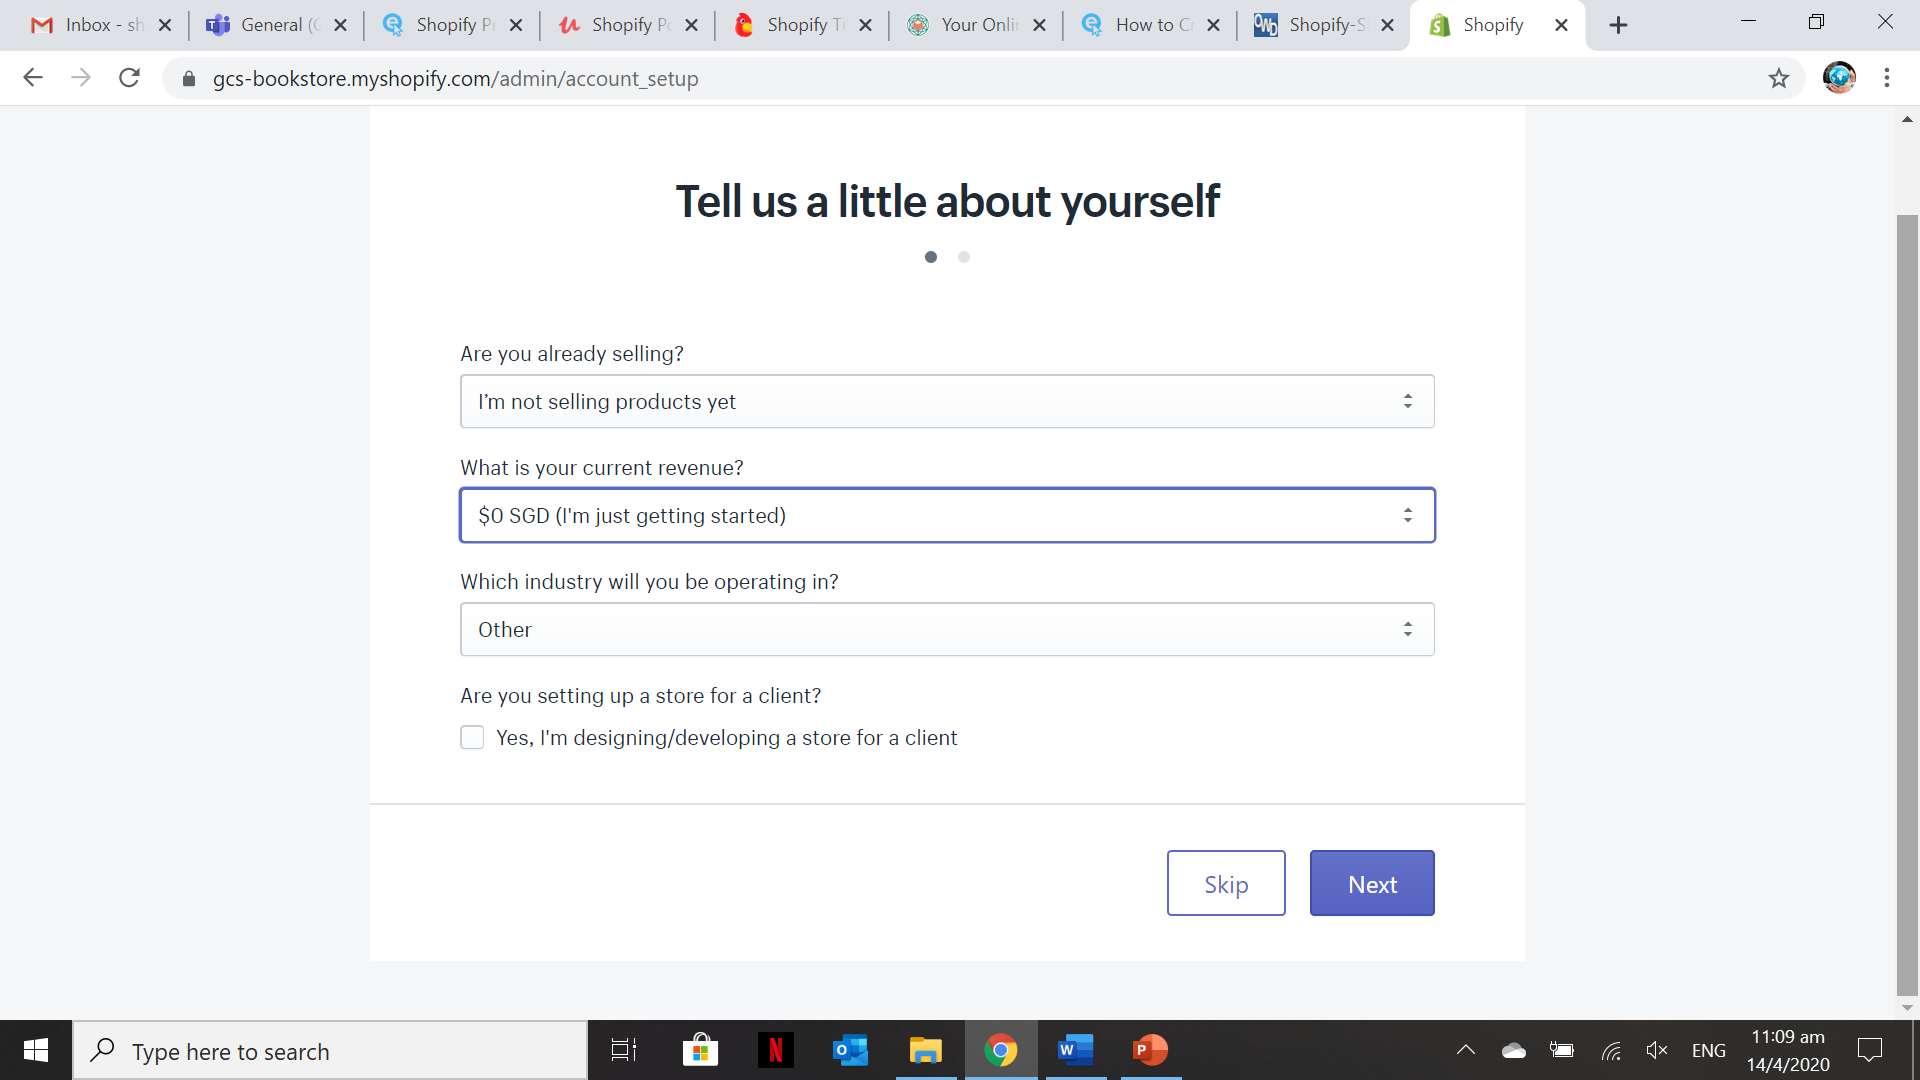 Inbox - sh
General (
Shopify P
Shopify Po
Shopify Tu
Your Onli
How to Cr
Shopify-S
Shopify
gcs-bookstore.myshopify.com/admin/account_setup
Tell us a little about yourself
Are you already selling?
I'm not selling products yet
What is your current revenue?
$0 SGD (I'm just getting started)
Which industry will you be operating in?
Other
Are you setting up a store for a client?
Yes, I'm designing/developing a store for a client
Skip
Next
Type here to search
ENG
11:09 am
14/4/2020